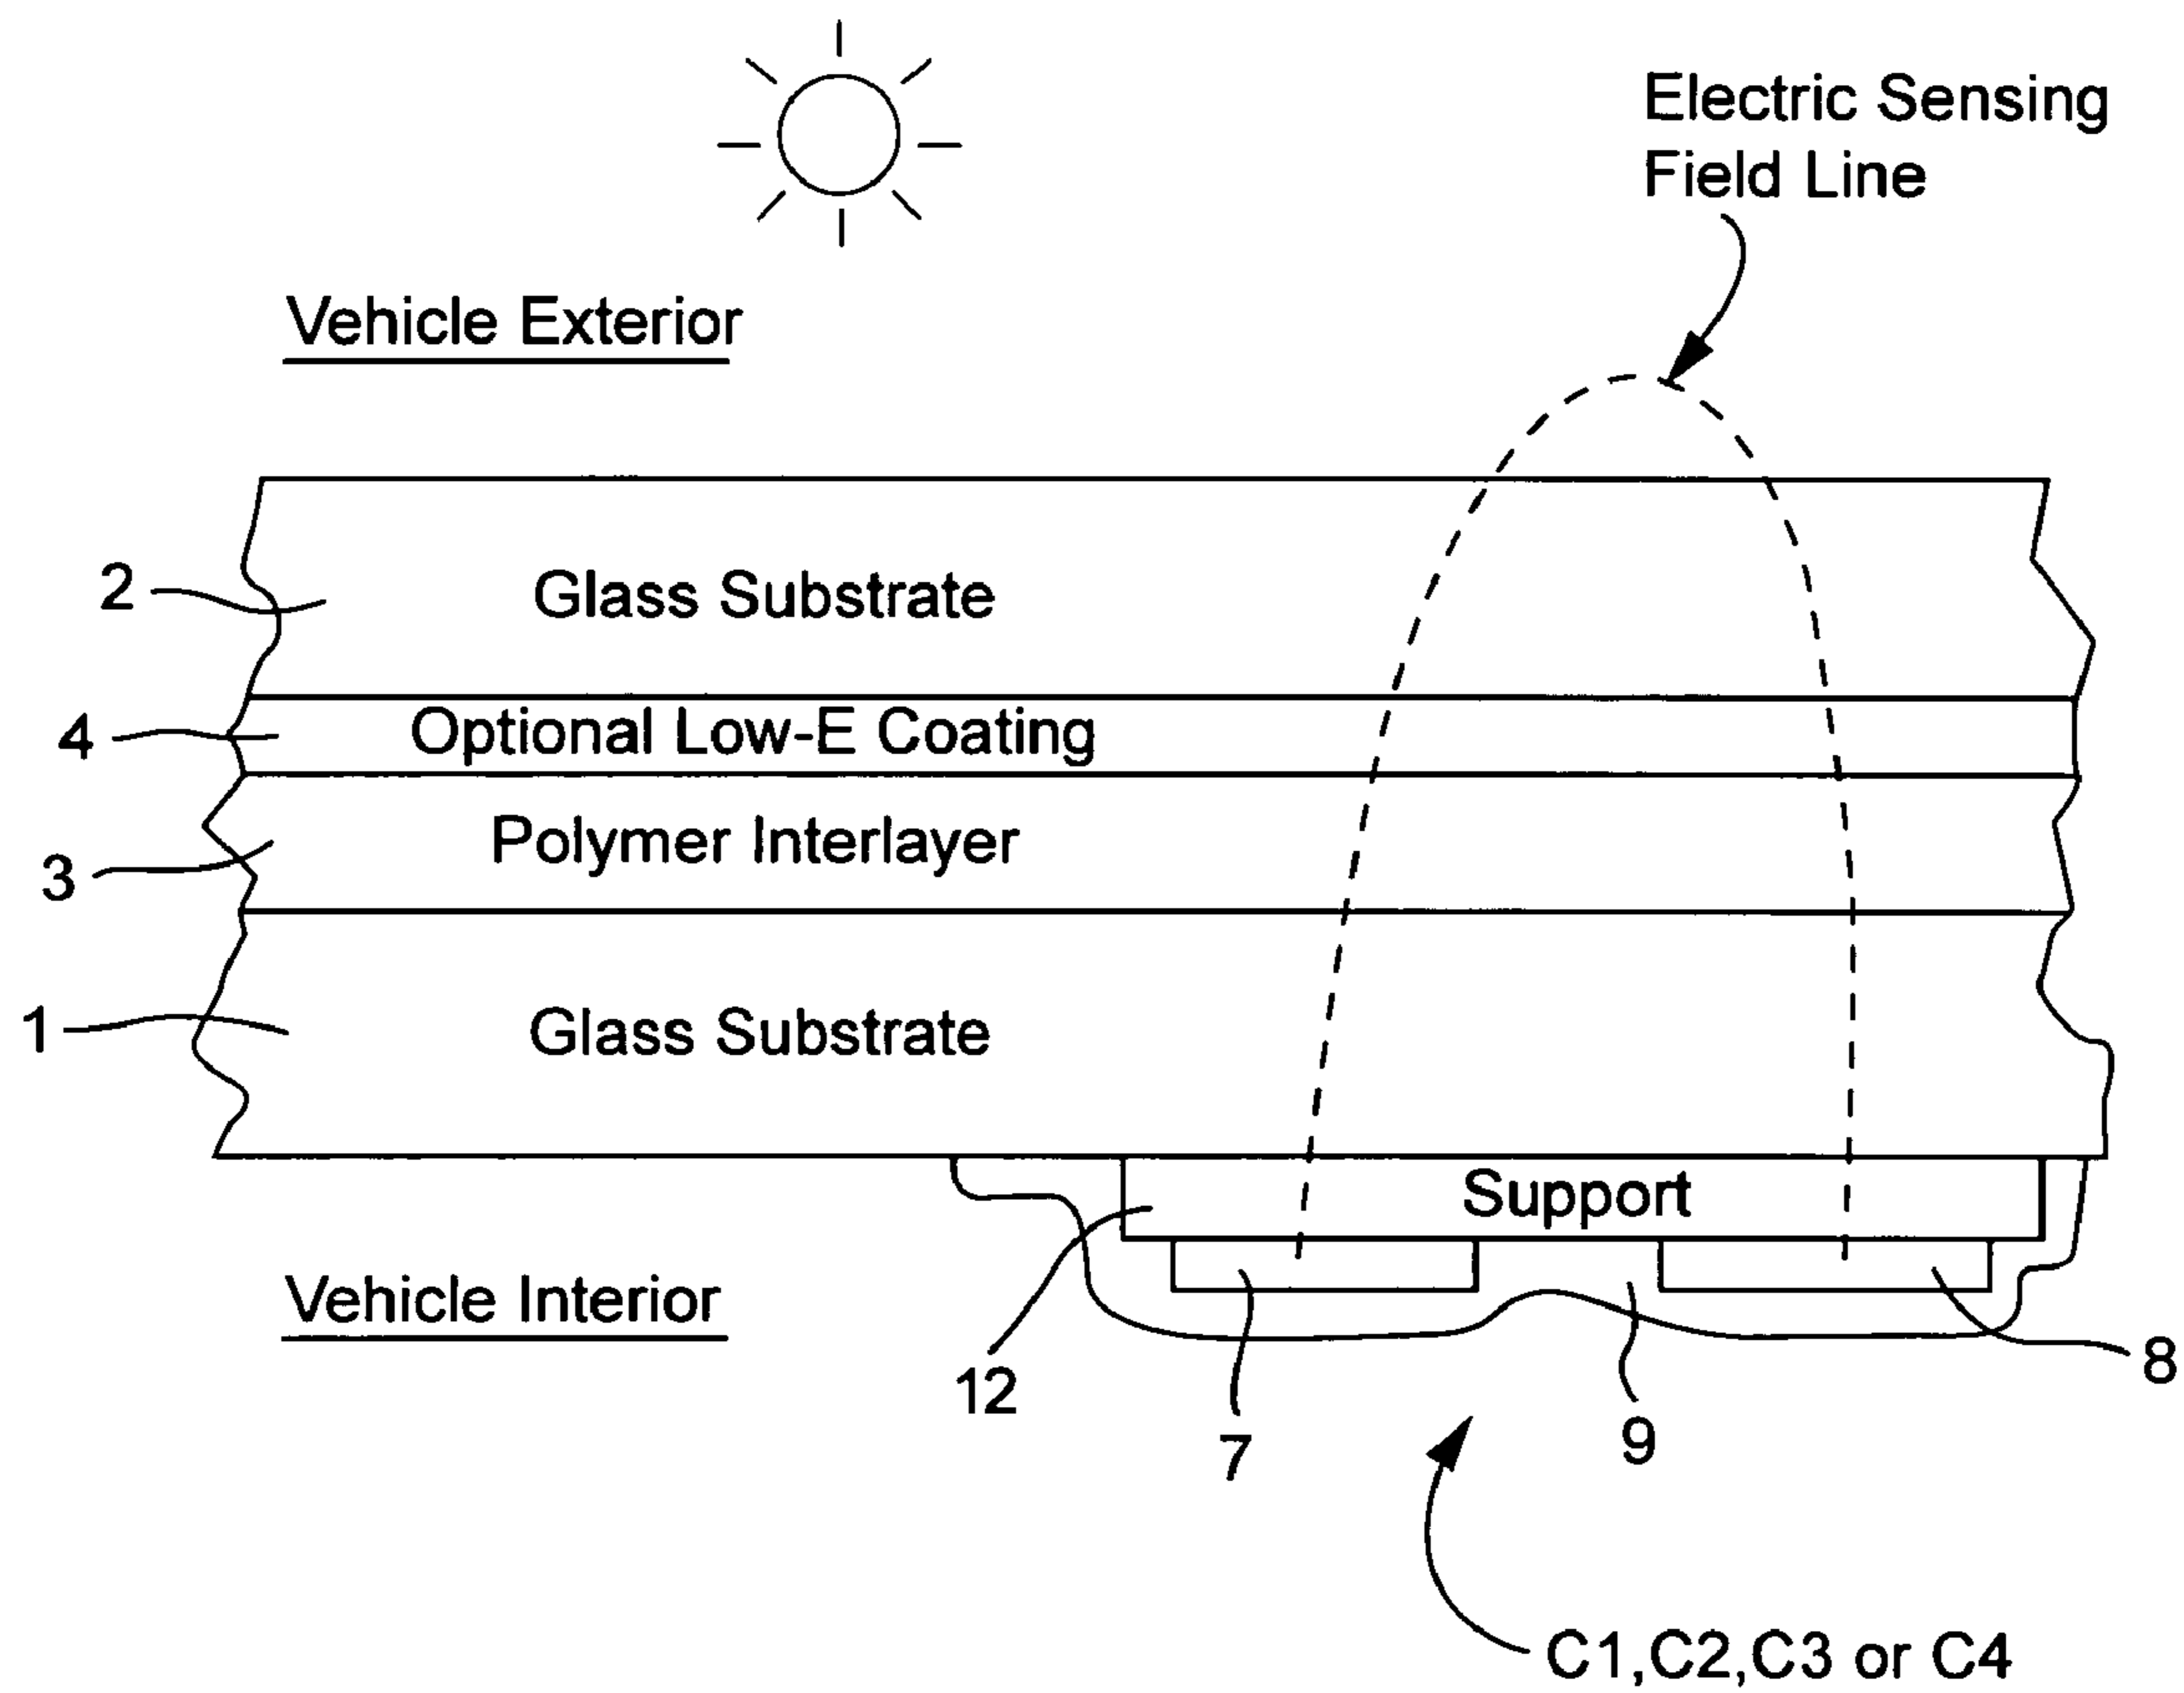 Electric Sensing
Field Line
Vehicle Exterior
2
Glass Substrate
4
Optional Low-E Coating
3
Polymer Interlayer
1
Glass Substrate
Support
Vehicle Interior
12
7
9
8
C1,C2,C3 or C4